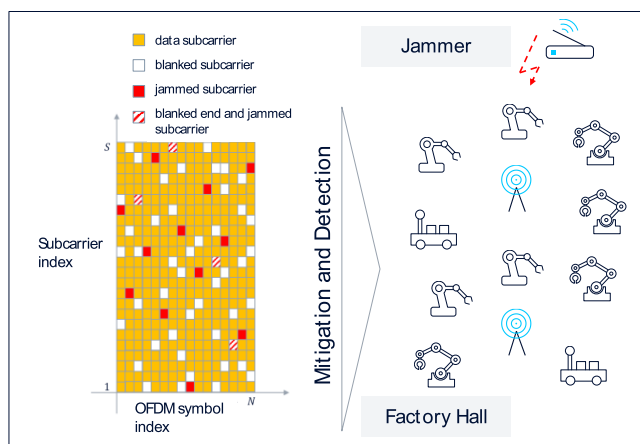 data subcarrier
blanked subcarrier
jammed subcarrier
blanked end and jammed
subcarrier
S
Subcarrier
index
1
N
OFDM symbol
index
Mitigation and Detection
Jammer
Factory Hall